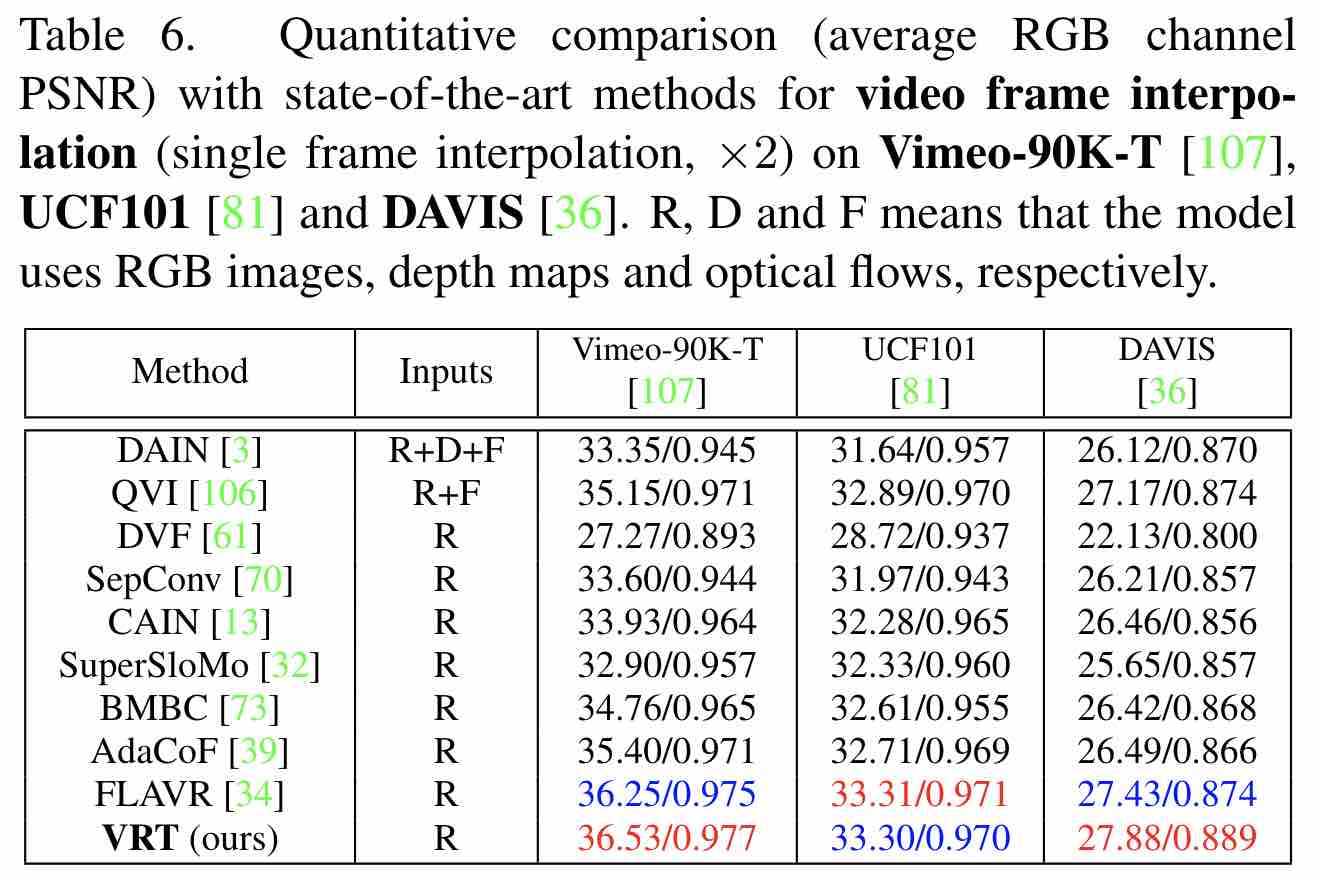 Table 6. Quantitative comparison (average RGB channel
PSNR) with state-of-the-art methods for video frame interpo-
lation (single frame interpolation, ×2) on Vimeo-90K-T [107],
UCF101 [81] and DAVIS [36]. R, D and F means that the model
uses RGB images, depth maps and optical flows, respectively.
Method Inputs Vimeo-90K-T [107] UCF101 [81] DAVIS [36]
DAIN [3] R+D+F 33.35/0.945 31.64/0.957 26.12/0.870
QVI [106] R+F 35.15/0.971 32.89/0.970 27.17/0.874
DVF [61] R 27.27/0.893 28.72/0.937 22.13/0.800
SepConv [70] R 33.60/0.944 31.97/0.943 26.21/0.857
CAIN [13] R 33.93/0.964 32.28/0.965 26.46/0.856
SuperSloMo [32] R 32.90/0.957 32.33/0.960 25.65/0.857
BMBC [73] R 34.76/0.965 32.61/0.955 26.42/0.868
AdaCoF [39] R 35.40/0.971 32.71/0.969 26.49/0.866
FLAVR [34] R 36.25/0.975 33.31/0.971 27.43/0.874
VRT (ours) R 36.53/0.977 33.30/0.970 27.88/0.889